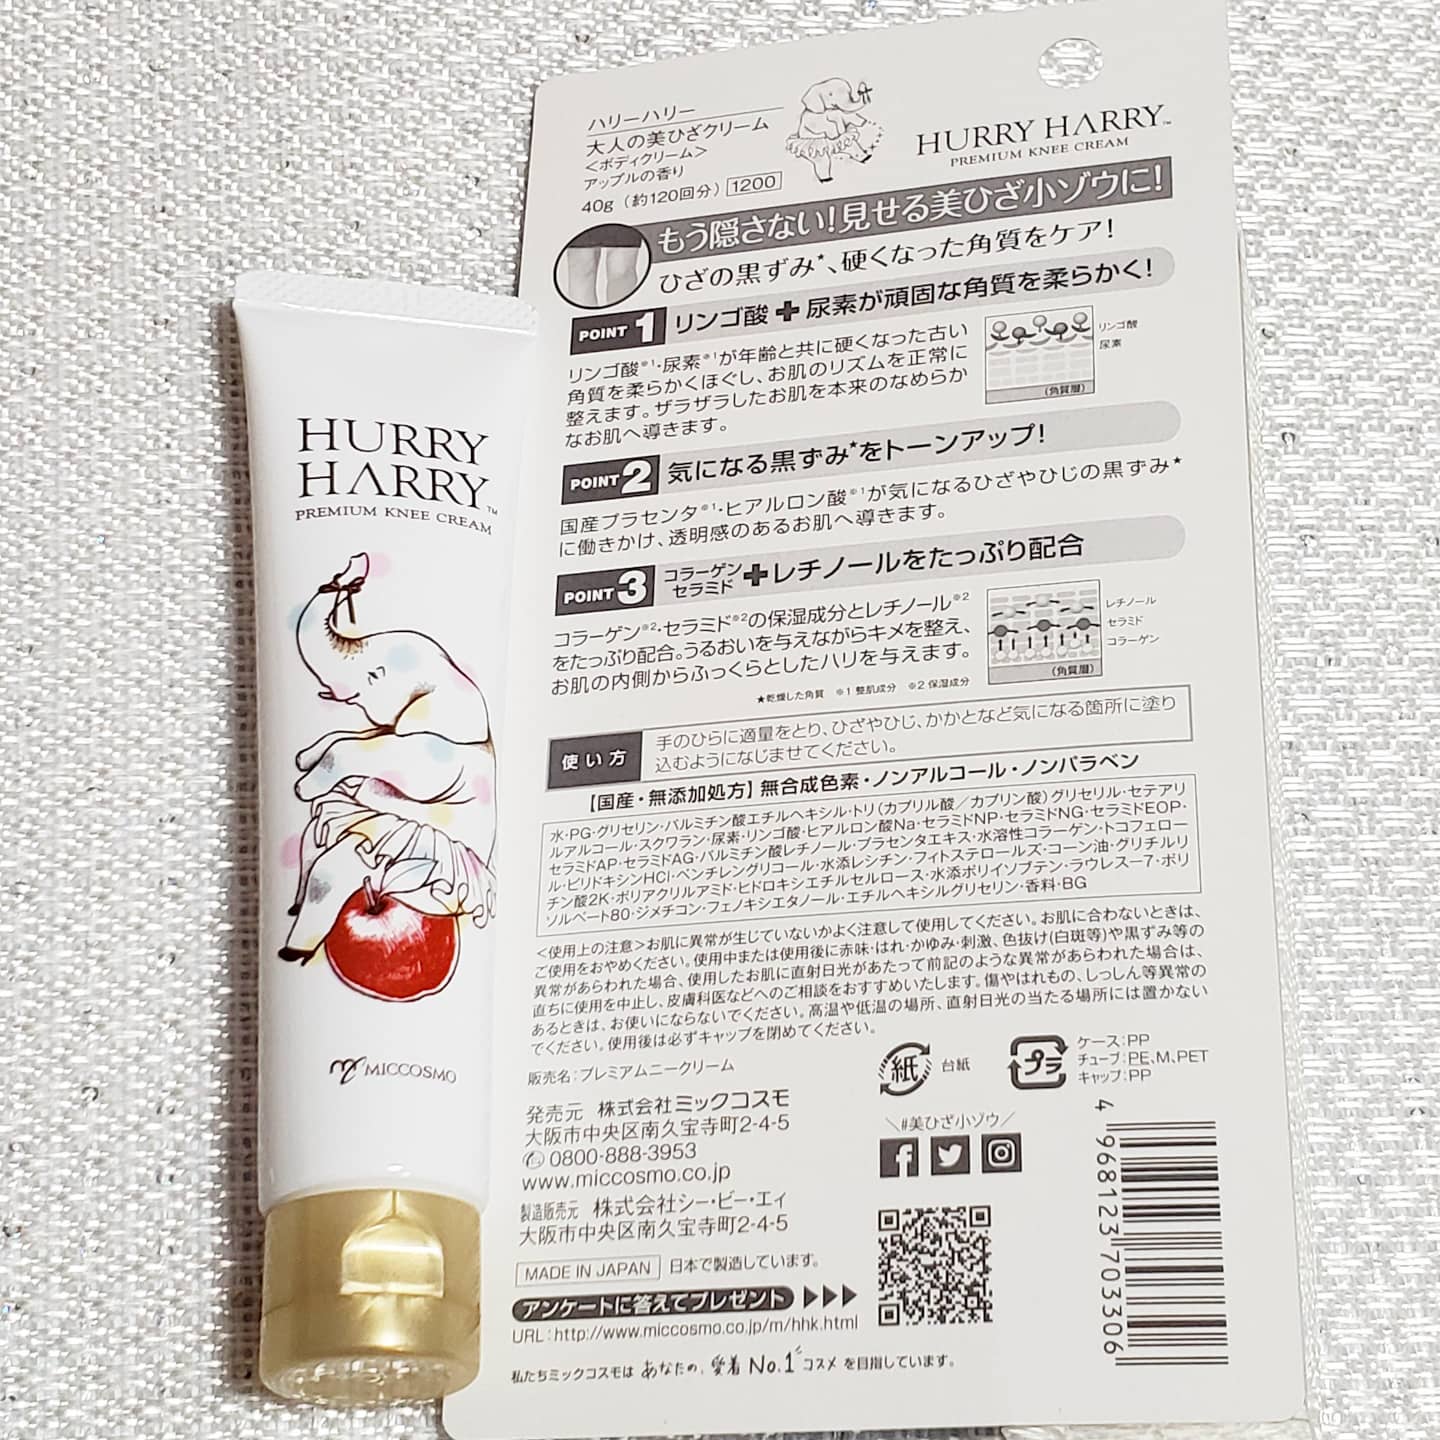 HURRY
HARRY™
PREMIUM KNEE CREAM
MICCOSMO
ハリーハリー
大人の美ひざクリーム
<ボディクリーム>
アップルの香り
40g（約120回分）1200
HURRY HARRY™
PREMIUM KNEE CREAM
もう隠さない!見せる美ひざ小ゾウに!
ひざの黒ずみ★、硬くなった角質をケア!
POINT 1 リンゴ酸+尿素が頑固な角質を柔らかく!
リンゴ酸※1・尿素※1が年齢と共に硬くなった古い
角質を柔らかくほぐし、お肌のリズムを正常に
整えます。ザラザラしたお肌を本来のなめらか
なお肌へ導きます。
リンゴ酸
尿素
(角質層)
POINT 2 気になる黒ずみ★をトーンアップ!
国産プラセンタ※1・ヒアルロン酸※1が気になるひざやひじの黒ずみ★
に働きかけ、透明感のあるお肌へ導きます。
POINT 3 コラーゲン セラミド+レチノールをたっぷり配合
コラーゲン※2・セラミド※2の保湿成分とレチノール※2
をたっぷり配合。うるおいを与えながらキメを整え、
お肌の内側からふっくらとしたハリを与えます。
レチノール
セラミド
コラーゲン
(角質層)
★乾燥した角質 ※1 整肌成分 ※2 保湿成分
使い方
手のひらに適量をとり、ひざやひじ、かかとなど気になる箇所に塗り
込むようになじませてください。
【国産・無添加処方】無合成色素・ノンアルコール・ノンパラベン
水・PG・グリセリン・パルミチン酸エチルヘキシル・トリ(カプリル酸/カプリン酸)グリセリル・セテアリ
ルアルコール・スクワラン・尿素・リンゴ酸・ヒアルロン酸Na・セラミドNP・セラミドNG・セラミドEOP・
セラミドAP・セラミドAG・パルミチン酸レチノール・プラセンタエキス・水溶性コラーゲン・トコフェロー
ル・ピリドキシンHCl・ペンチレングリコール・水添レシチン・フィトステロールズ・コーン油・グリチルリ
チン酸2K・ポリアクリルアミド・ヒドロキシエチルセルロース・水添ポリイソブテン・ラウレス-7・ポリ
ソルベート80・ジメチコン・フェノキシエタノール・エチルヘキシルグリセリン・香料・BG
<使用上の注意>お肌に異常が生じていないかよく注意して使用してください。お肌に合わないときは、
ご使用をおやめください。使用中または使用後に赤味・はれ・かゆみ・刺激、色抜け(白斑等)や黒ずみ等の
異常があらわれた場合、使用したお肌に直射日光があたって前記のような異常があらわれた場合は、
直ちに使用を中止し、皮膚科医などへのご相談をおすすめいたします。傷やはれもの、しっしん等異常の
あるときは、お使いにならないでください。高温や低温の場所、直射日光の当たる場所には置かない
でください。使用後は必ずキャップを閉めてください。
販売名:プレミアムニークリーム
発売元 株式会社ミックコスモ
大阪市中央区南久宝寺町2-4-5
0800-888-3953
www.miccosmo.co.jp
製造販売元 株式会社シー・ビー・エィ
大阪市中央区南久宝寺町2-4-5
MADE IN JAPAN 日本で製造しています。
アンケートに答えてプレゼント
URL:http://www.miccosmo.co.jp/m/hhk.html
私たちミックコスモは あなたの、愛着 No.1 コスメ を目指しています。
紙 台紙
プラ
ケース:PP
チューブ:PE、M、PET
キャップ:PP
＼#美ひざ小ゾウ／
4 968123 703306